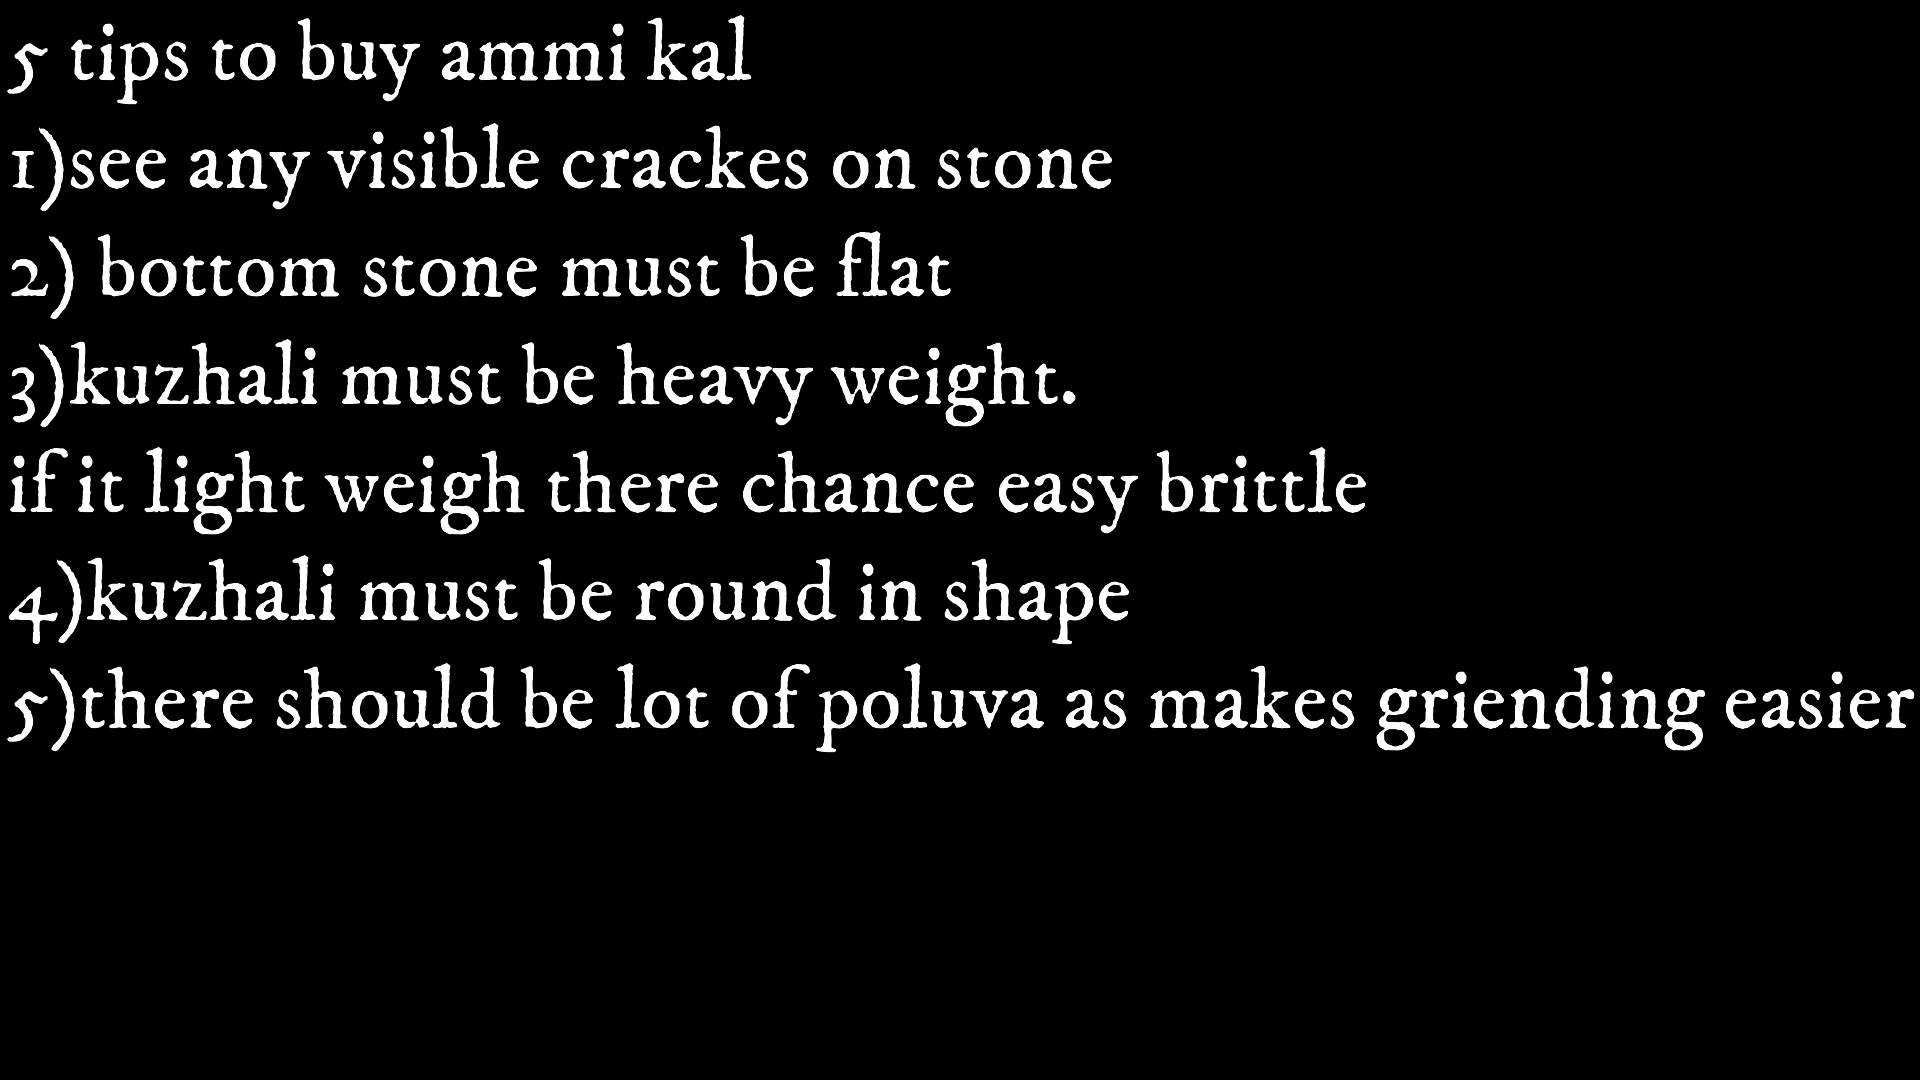 5 tips to buy ammi kal
1)see any visible crackes on stone
2) bottom stone must be flat
3)kuzhali must be heavy weight.
if it light weigh there chance easy brittle
4)kuzhali must be round in shape
5)there should be lot of poluva as makes griending easier